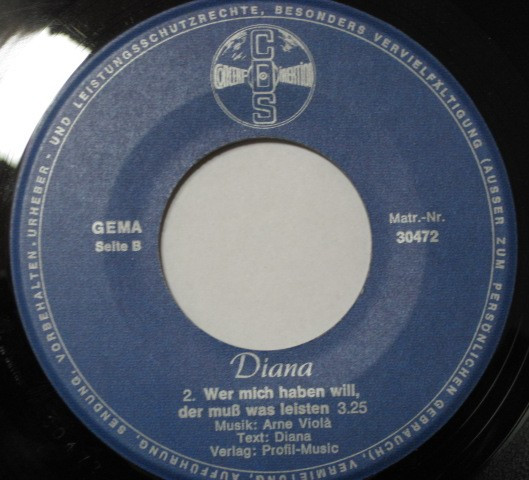 URHEBER - UND LEISTUNGSSCHUTZRECHTE, BESONDERS VERVIELFÄLTIGUNG (AUSSER ZUM PERSÖNLICHEN GEBRAUCH), VERMIETUNG, AUFFÜHRUNG, SENDUNG, VORBEHALTEN -
CDS
GEMA
Seite B
Matr.-Nr.
30472
Diana
2. Wer mich haben will,
der muß was leisten 3.25
Musik: Arne Violà
Text: Diana
Verlag: Profil-Music